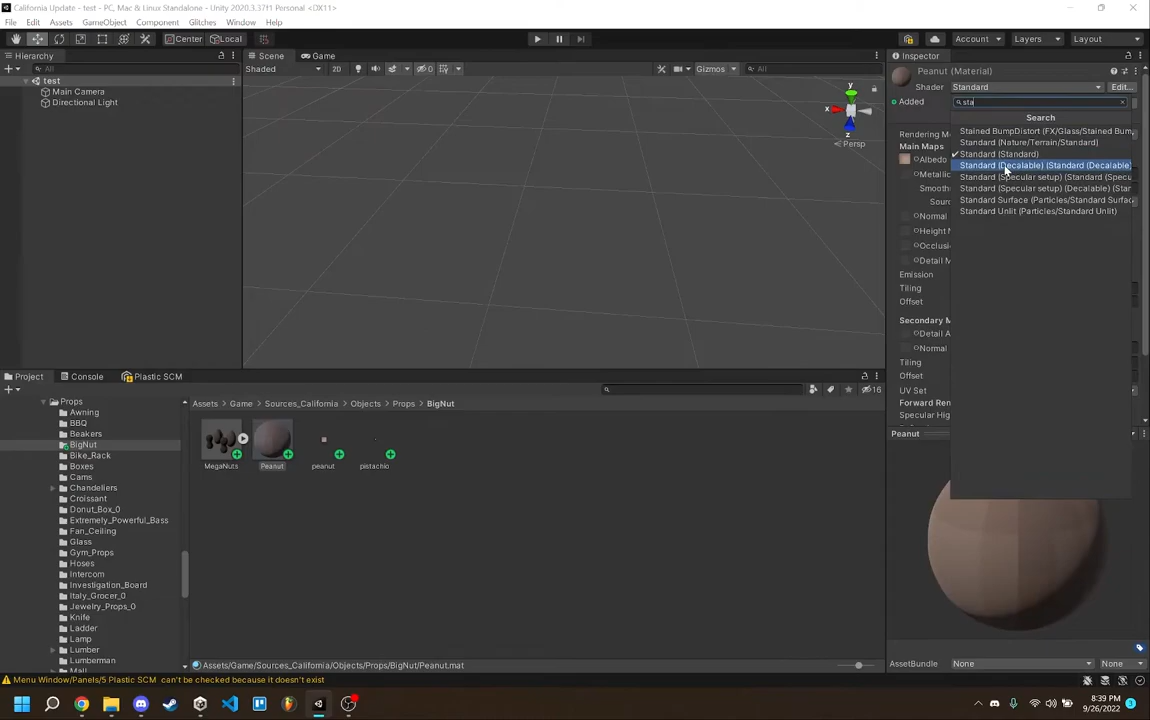 California Update - test - PC, Mac & Linux Standalone - Unity 2020.3.37f1 Personal <DX11>
File Edit Assets GameObject Component Glitches Window Help
Center Local Account Layers Layout
Hierarchy Scene Game Inspector
All Shaded 2D 0 Gizmos All Peanut (Material)
test Shader Standard Edit...
Main Camera
Directional Light
Added sta
Search
Stained BumpDistort (FX/Glass/Stained Bum
Standard (Nature/Terrain/Standard)
Standard (Standard)
Standard (Decalable) (Standard (Decalable)
Standard (Specular setup) (Standard (Specu
Standard (Specular setup) (Decalable) (Star
Standard Surface (Particles/Standard Surfac
Standard Unlit (Particles/Standard Unlit)
y
x
z
Persp
Rendering Mo
Main Maps
Albedo
Metallic
Smooth
Sour
Normal
Height M
Occlusi
Detail M
Emission
Tiling
Offset
Secondary M
Detail A
Normal
Tiling
Offset
UV Set
Forward Ren
Specular Hig
Project Console Plastic SCM
16
Props
Awning
BBQ
Beakers
BigNut
Bike_Rack
Boxes
Cams
Chandeliers
Croissant
Donut_Box_0
Extremely_Powerful_Bass
Fan_Ceiling
Glass
Gym_Props
Hoses
Intercom
Investigation_Board
Italy_Grocer_0
Jewelry_Props_0
Knife
Ladder
Lamp
Lumber
Lumberman
Mall
Assets > Game > Sources_California > Objects > Props > BigNut
MegaNuts Peanut peanut pistachio
Peanut
Assets/Game/Sources_California/Objects/Props/BigNut/Peanut.mat
AssetBundle None None
Menu Window/Panels/5 Plastic SCM can't be checked because it doesn't exist
8:39 PM
9/26/2022
3